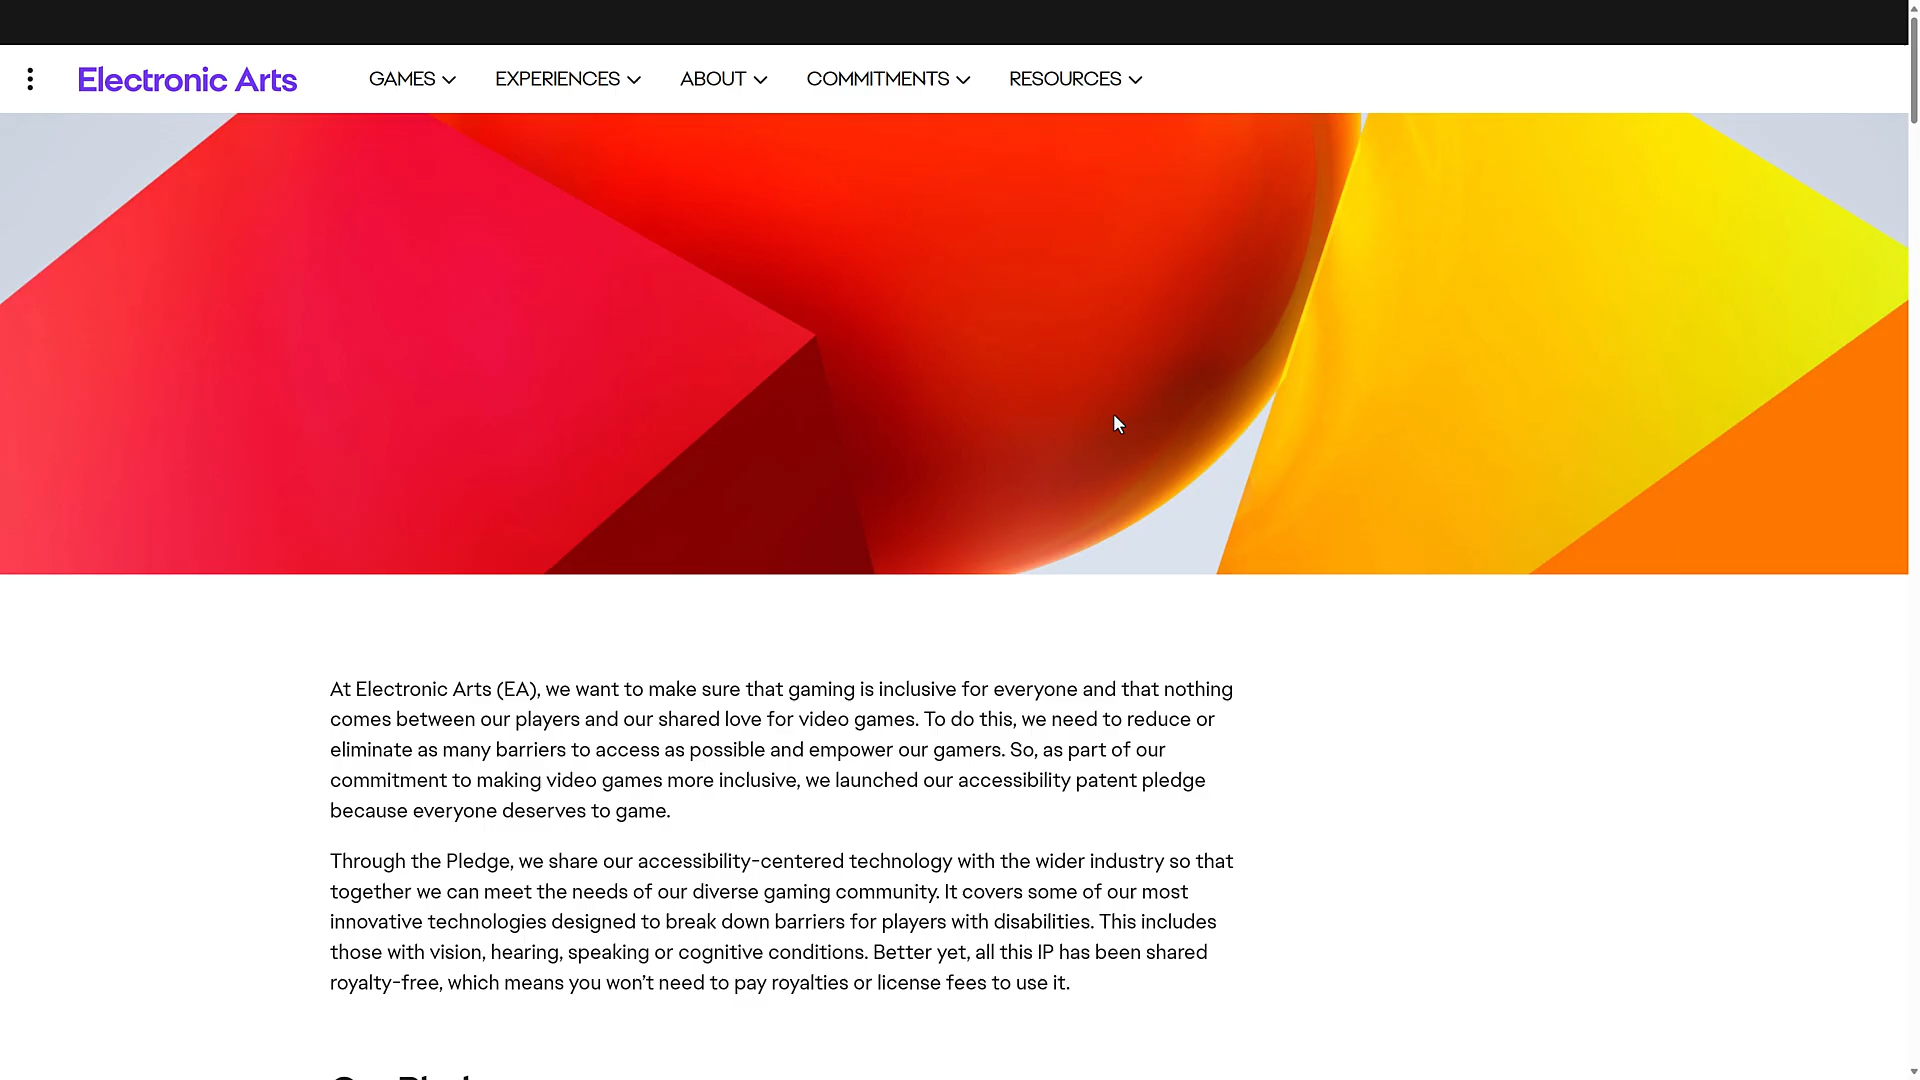 Electronic Arts
GAMES
EXPERIENCES
ABOUT
COMMITMENTS
RESOURCES
At Electronic Arts (EA), we want to make sure that gaming is inclusive for everyone and that nothing
comes between our players and our shared love for video games. To do this, we need to reduce or
eliminate as many barriers to access as possible and empower our gamers. So, as part of our
commitment to making video games more inclusive, we launched our accessibility patent pledge
because everyone deserves to game.
Through the Pledge, we share our accessibility-centered technology with the wider industry so that
together we can meet the needs of our diverse gaming community. It covers some of our most
innovative technologies designed to break down barriers for players with disabilities. This includes
those with vision, hearing, speaking or cognitive conditions. Better yet, all this IP has been shared
royalty-free, which means you won’t need to pay royalties or license fees to use it.